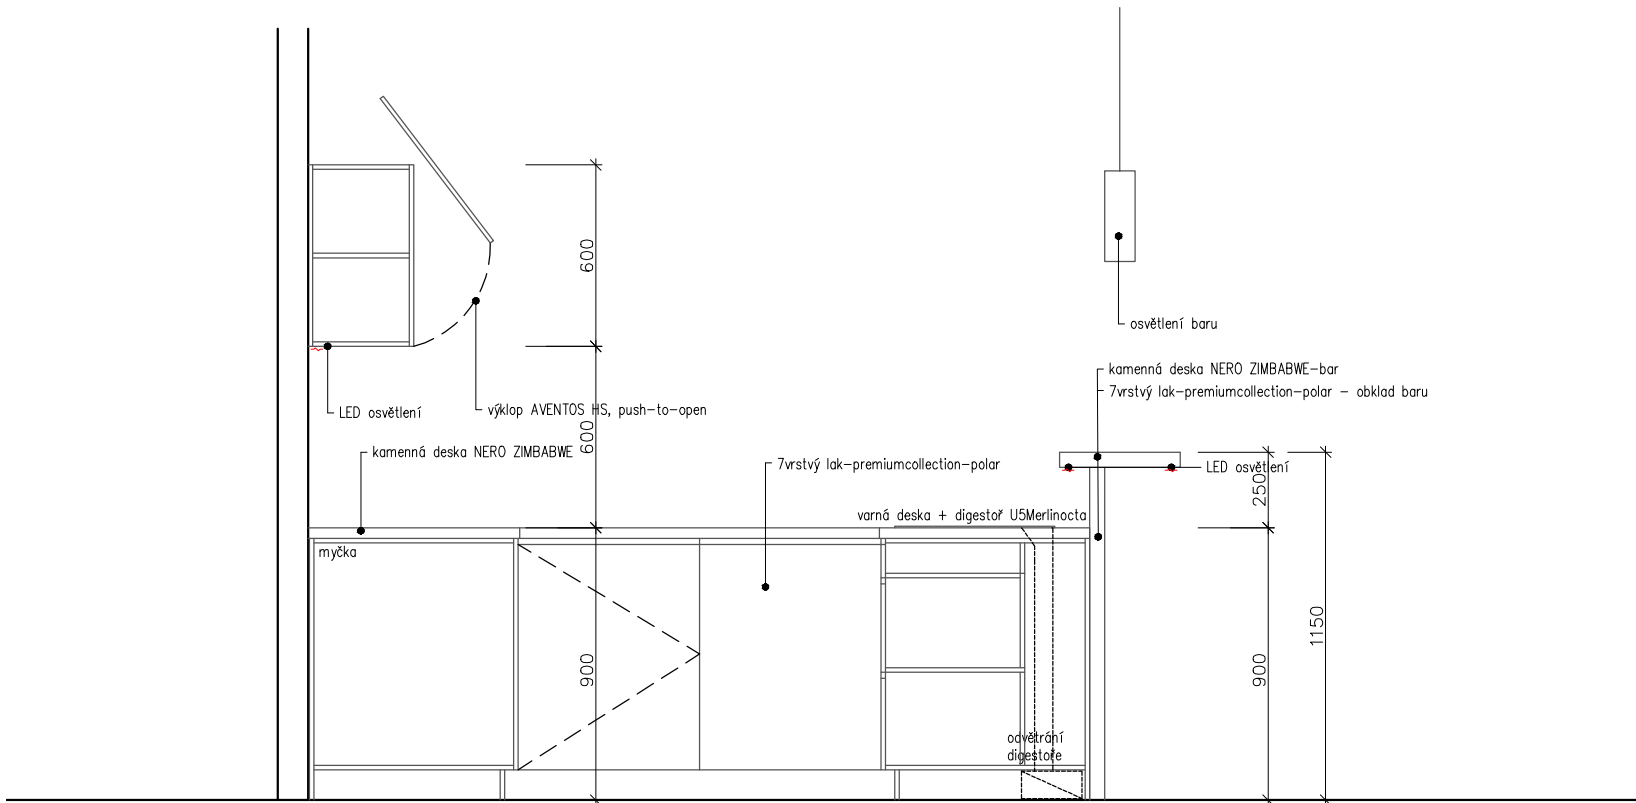 600
osvětlení baru
kamenná deska NERO ZIMBABWE-bar
7vrstvý lak-premiumcollection-polar - obklad baru
LED osvětlení
výklop AVENTOS HS, push-to-open
600
kamenná deska NERO ZIMBABWE
7vrstvý lak-premiumcollection-polar
LED osvětlení
250
varná deska + digestoř U5Merlinocta
myčka
1150
900
900
odvětrání
digestoře